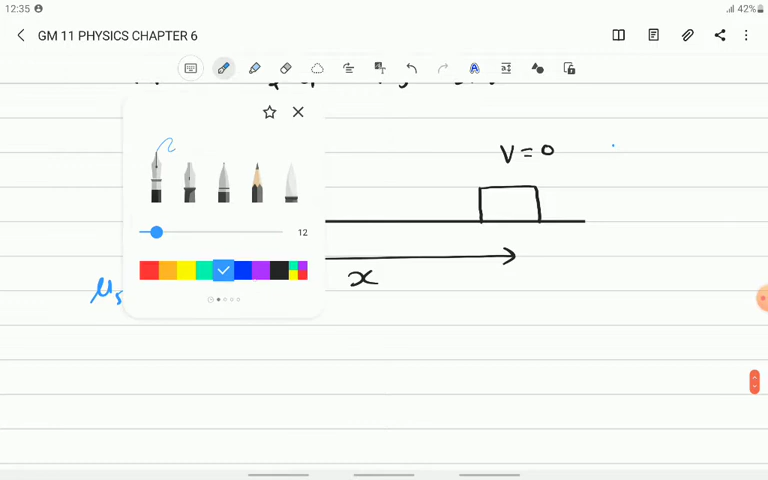 12:35
42%
GM 11 PHYSICS CHAPTER 6
V = 0
12
x
μs